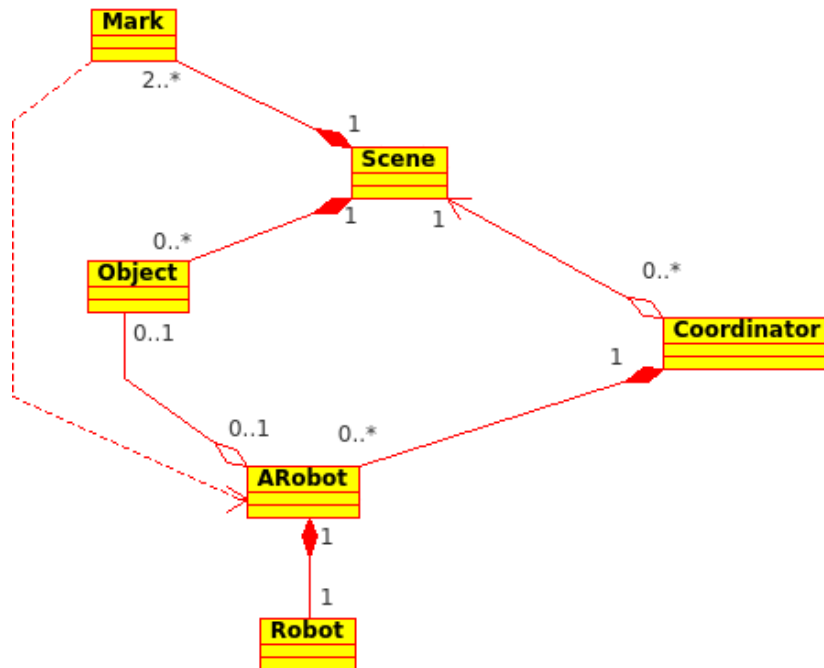 Mark
2..*
1
Scene
1
1
0..*
Object
0..*
0..1
Coordinator
1
0..1
0..*
ARobot
1
1
Robot